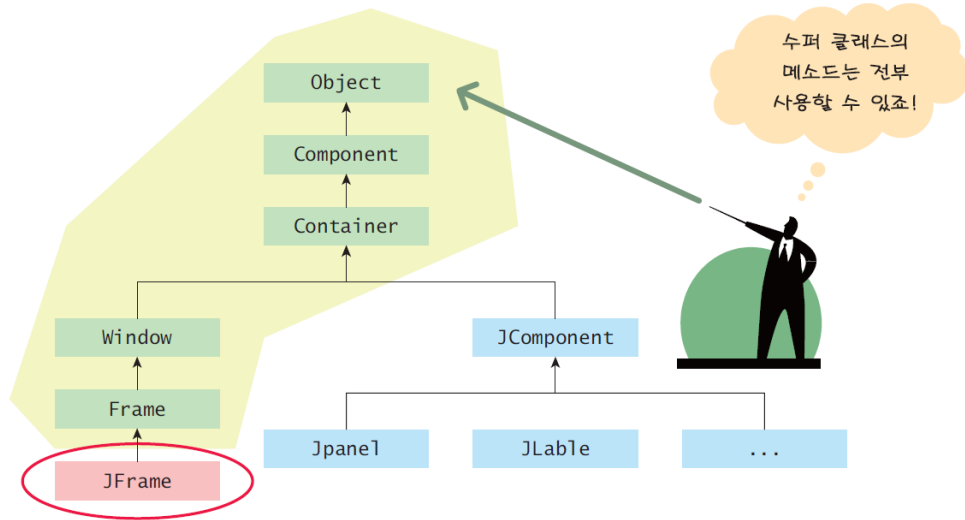 수퍼 클래스의
메소드는 전부
사용할 수 있죠!
Object
Component
Container
Window
JComponent
Frame
Jpanel
JLable
...
JFrame